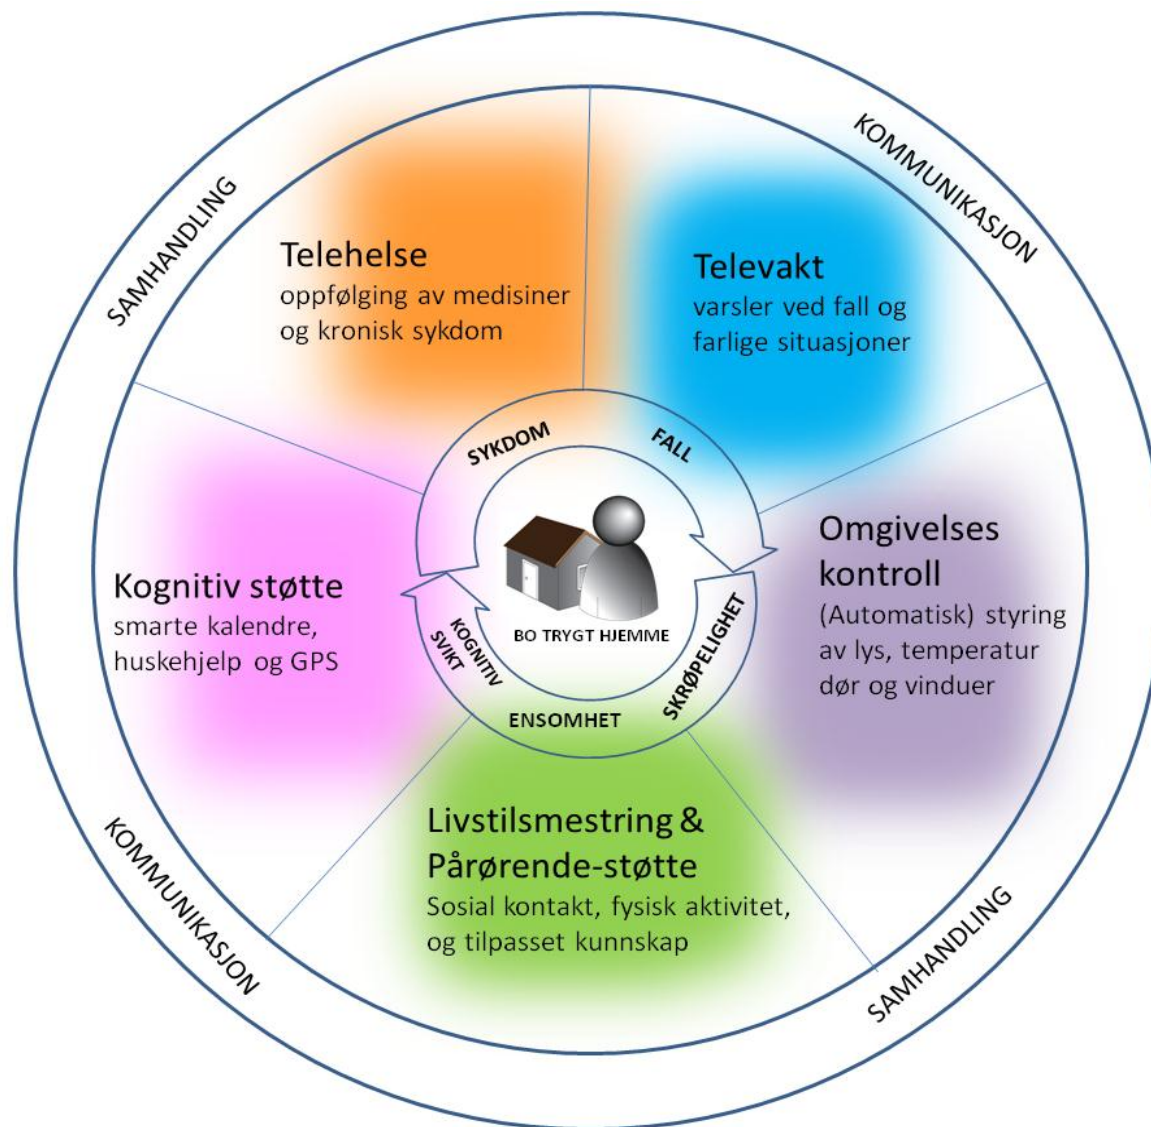 SAMHANDLING
KOMMUNIKASJON
Telehelse
oppfølging av medisiner
og kronisk sykdom
Televakt
varsler ved fall og
farlige situasjoner
SYKDOM
FALL
Kognitiv støtte
smarte kalendre,
huskehjelp og GPS
BO TRYGT HJEMME
Omgivelses
kontroll
(Automatisk) styring
av lys, temperatur
dør og vinduer
KOGNITIV
SVIKT
ENSOMHET
SKRØPELIGHET
Livstilsmestring &
Pårørende-støtte
Sosial kontakt, fysisk aktivitet,
og tilpasset kunnskap
KOMMUNIKASJON
SAMHANDLING